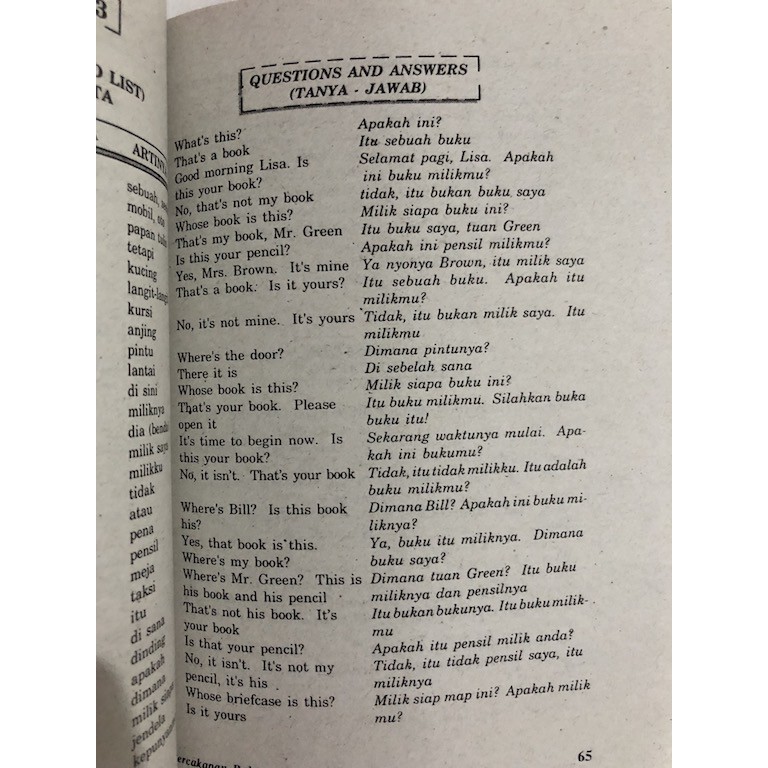 3
LIST)
TA
ARTINYA
sebuah,
mobil,
papan
tetapi
kucing
langit-langit
kursi
anjing
pintu
lantai
di sini
miliknya
dia (benda
milik saya
milikku
tidak
atau
pena
pensil
meja
taksi
itu
di sana
dinding
apakah
dimana
milik siapa
jendela
QUESTIONS AND ANSWERS
(TANYA - JAWAB)
What's this?
That's a book
Good morning Lisa. Is
this your book?
No, that's not my book
Whose book is this?
That's my book, Mr. Green
Is this your pencil?
Yes, Mrs. Brown. It's mine
That's a book. Is it yours?
No, it's not mine. It's yours
Where's the door?
There it is
Whose book is this?
That's your book. Please
open it
It's time to begin now. Is
this your book?
No, it isn't. That's your book
Where's Bill? Is this book
his?
Yes, that book is this.
Where's my book?
Where's Mr. Green? This is
his book and his pencil
That's not his book. It's
your book
Is that your pencil?
No, it isn't. It's not my
pencil, it's his
Whose briefcase is this?
Is it yours
Apakah ini?
Itu sebuah buku
Selamat pagi, Lisa. Apakah
ini buku milikmu?
tidak, itu bukan buku saya
Milik siapa buku ini?
Itu buku saya, tuan Green
Apakah ini pensil milikmu?
Ya nyonya Brown, itu milik saya
Itu sebuah buku. Apakah itu
milikmu?
Tidak, itu bukan milik saya. Itu
milikmu
Dimana pintunya?
Di sebelah sana
Milik siapa buku ini?
Itu buku milikmu. Silahkan buka
buku itu!
Sekarang waktunya mulai. Apa-
kah ini bukumu?
Tidak, itu tidak milikku. Itu adalah
buku milikmu?
Dimana Bill? Apakah ini buku mi-
liknya?
Ya, buku itu miliknya. Dimana
buku saya?
Dimana tuan Green? Itu buku
miliknya dan pensilnya
Itu bukan bukunya. Itu buku milik-
mu
Apakah itu pensil milik anda?
Tidak, itu tidak pensil saya, itu
miliknya
Milik siap map ini? Apakah milik
mu?
65